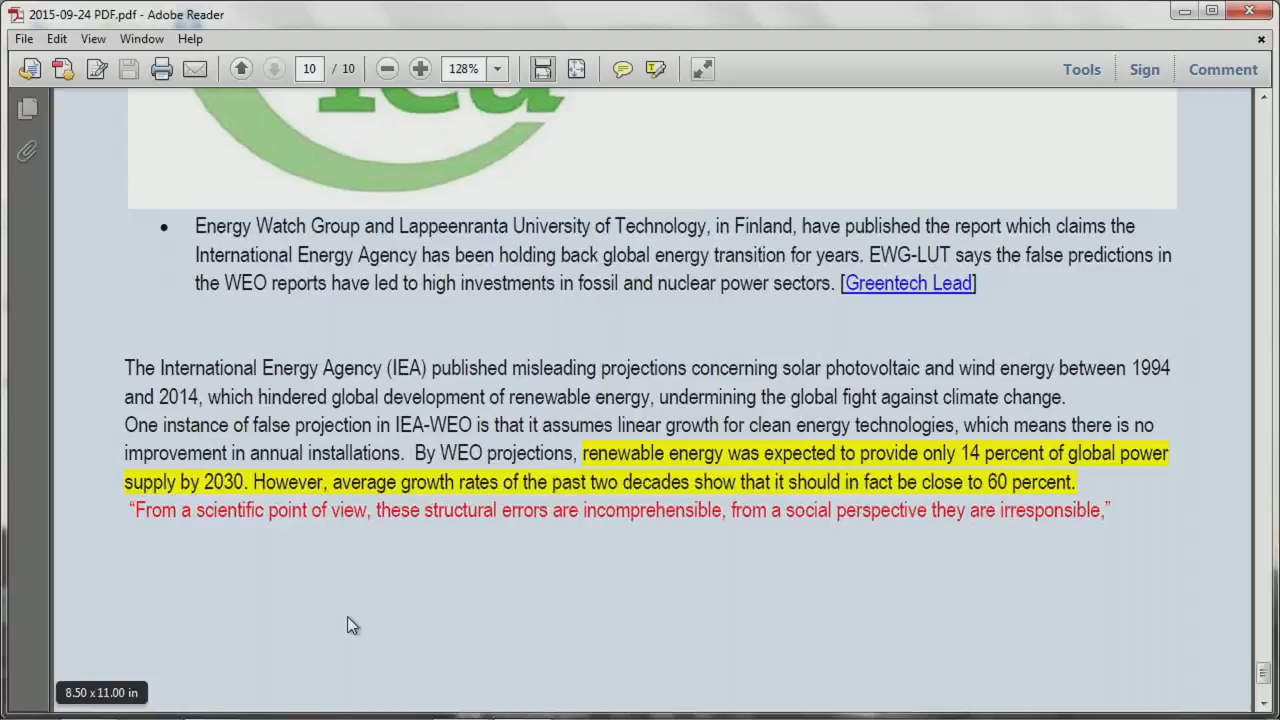 2015-09-24 PDF.pdf - Adobe Reader
File Edit View Window Help
10 / 10 128% Tools Sign Comment
iea
• Energy Watch Group and Lappeenranta University of Technology, in Finland, have published the report which claims the
International Energy Agency has been holding back global energy transition for years. EWG-LUT says the false predictions in
the WEO reports have led to high investments in fossil and nuclear power sectors. [Greentech Lead]
The International Energy Agency (IEA) published misleading projections concerning solar photovoltaic and wind energy between 1994
and 2014, which hindered global development of renewable energy, undermining the global fight against climate change.
One instance of false projection in IEA-WEO is that it assumes linear growth for clean energy technologies, which means there is no
improvement in annual installations.  By WEO projections, renewable energy was expected to provide only 14 percent of global power
supply by 2030. However, average growth rates of the past two decades show that it should in fact be close to 60 percent.
“From a scientific point of view, these structural errors are incomprehensible, from a social perspective they are irresponsible,”
8.50 x 11.00 in